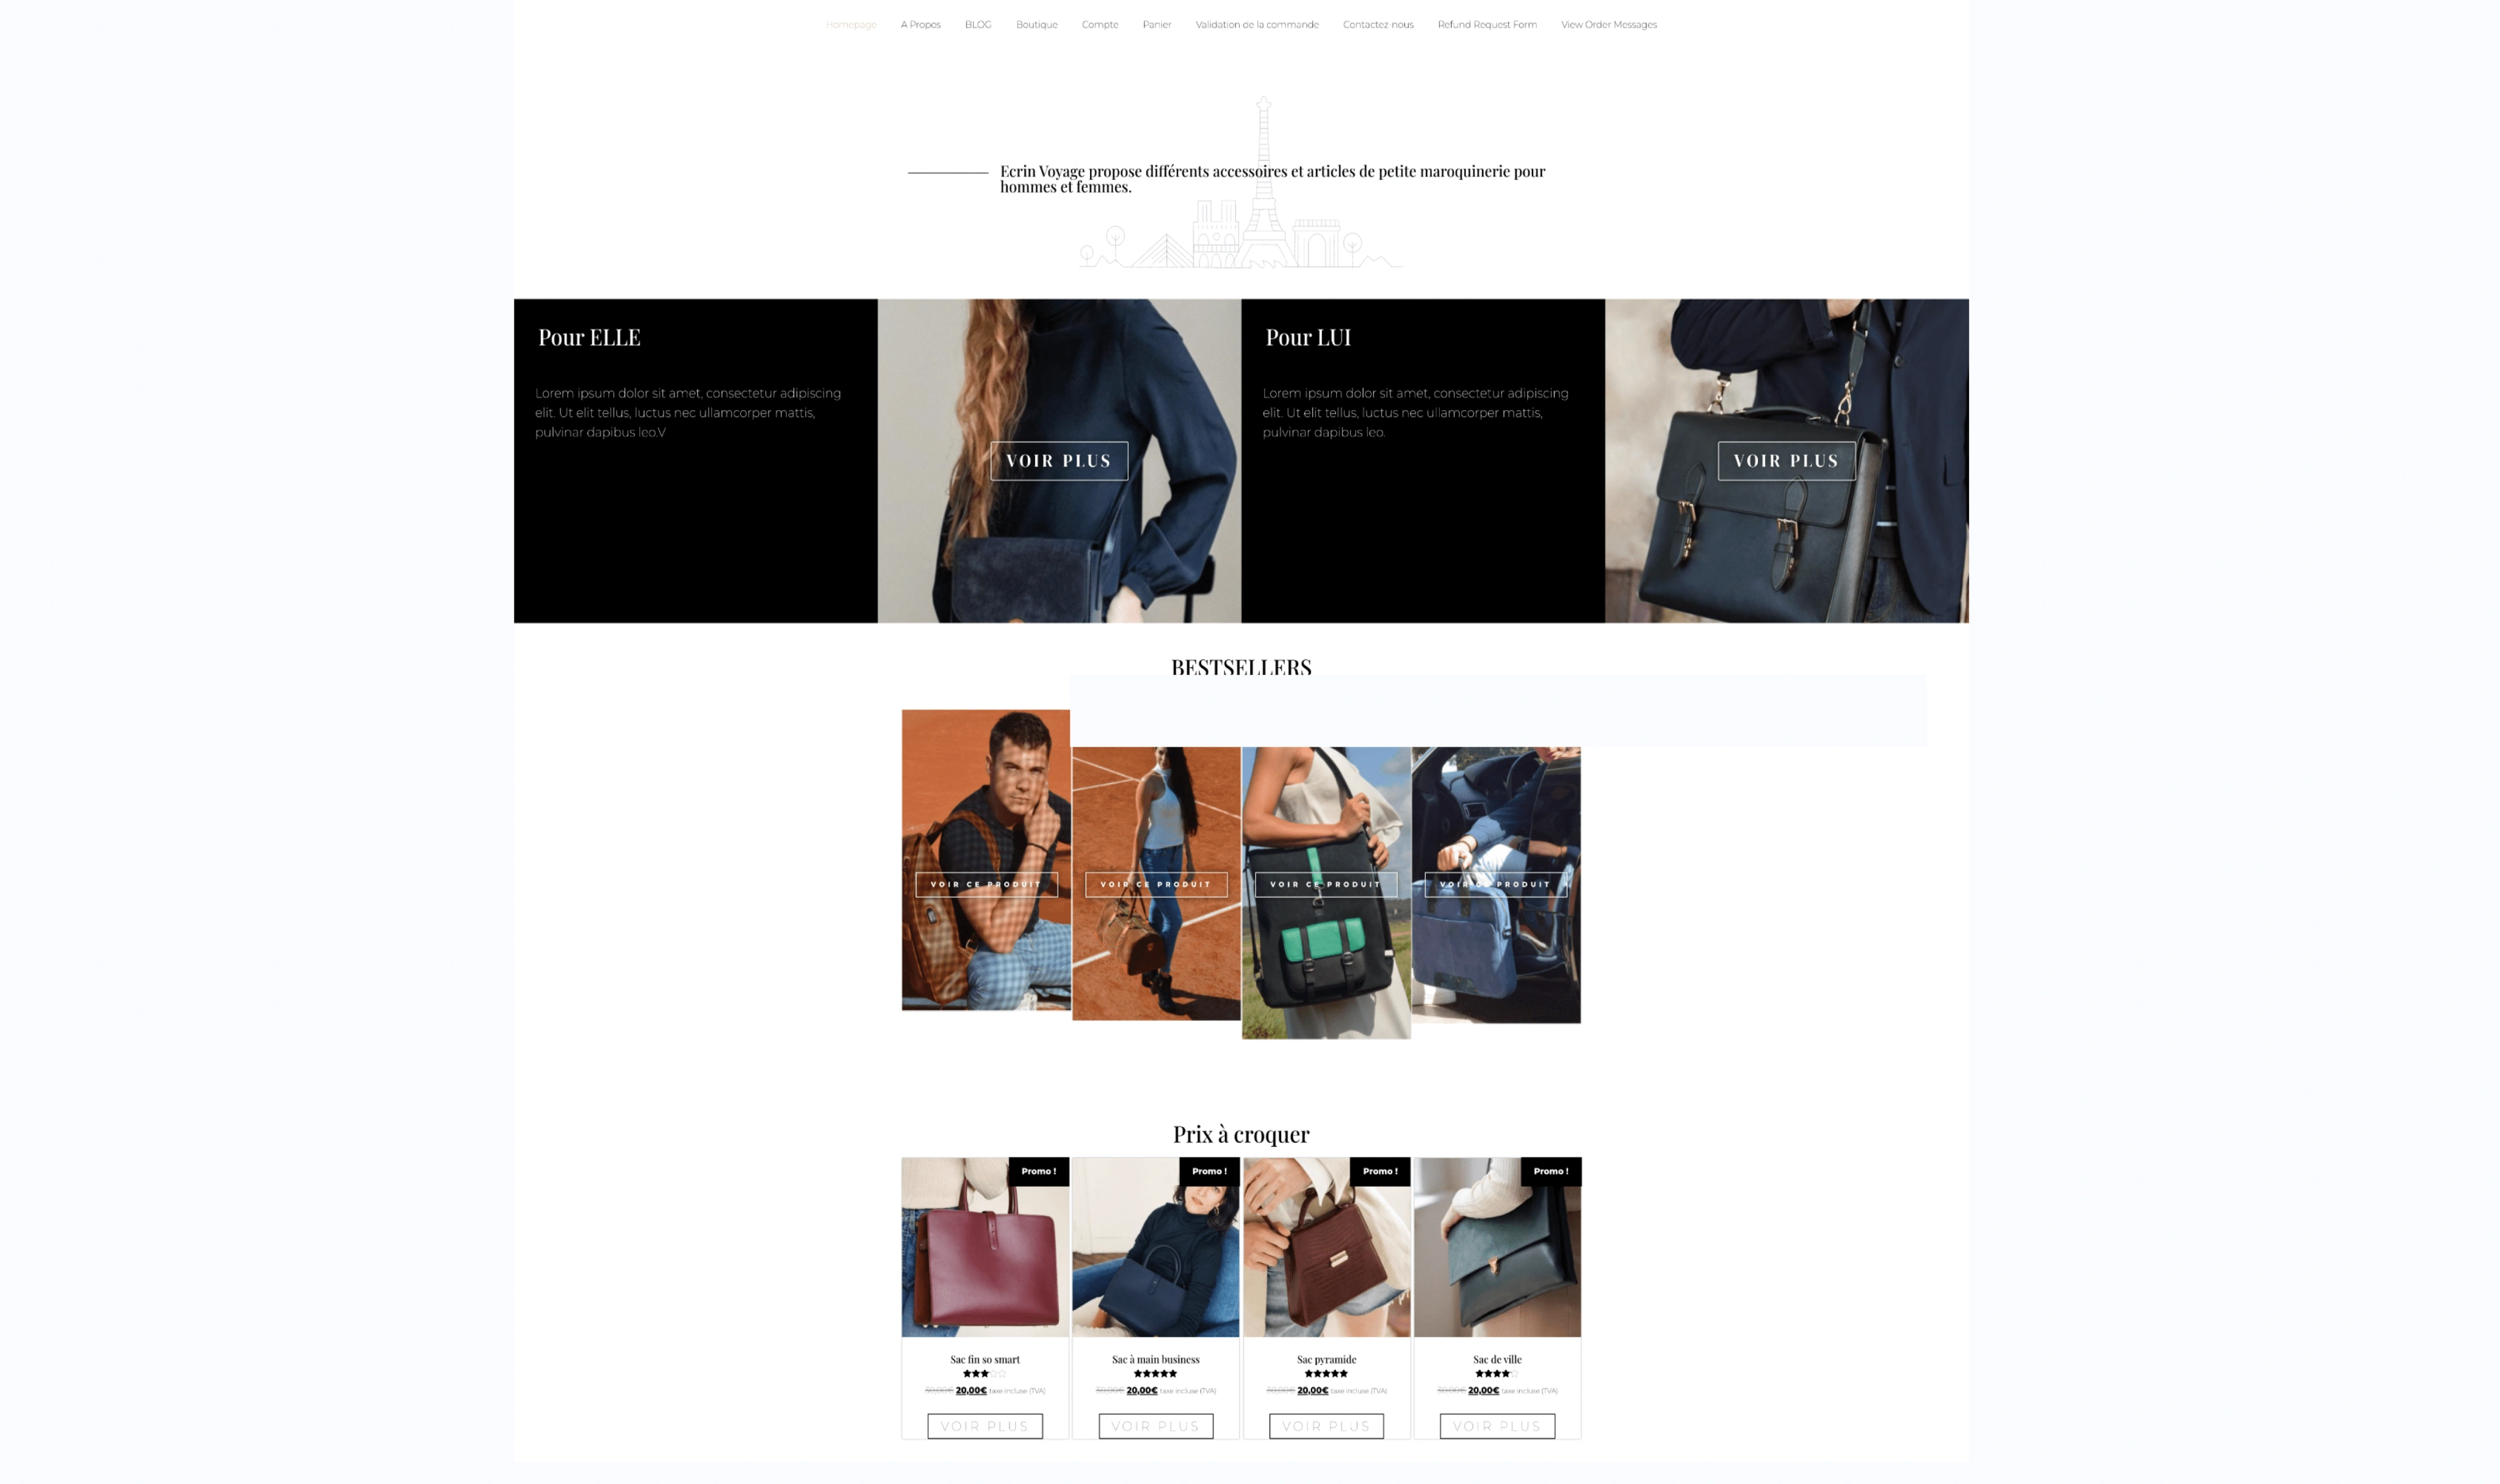 Homepage A Propos BLOG Boutique Compte Panier Validation de la commande Contactez-nous Refund Request Form View Order Messages
Ecrin Voyage propose différents accessoires et articles de petite maroquinerie pour
hommes et femmes.
Pour ELLE
Lorem ipsum dolor sit amet, consectetur adipiscing
elit. Ut elit tellus, luctus nec ullamcorper mattis,
pulvinar dapibus leo.V
VOIR PLUS
Pour LUI
Lorem ipsum dolor sit amet, consectetur adipiscing
elit. Ut elit tellus, luctus nec ullamcorper mattis,
pulvinar dapibus leo.
VOIR PLUS
BESTSELLERS
VOIR CE PRODUIT
VOIR CE PRODUIT
VOIR CE PRODUIT
VOIR CE PRODUIT
Prix à croquer
Promo !
Sac fin so smart
20,00€ taxe incluse (TVA)
VOIR PLUS
Promo !
Sac à main business
20,00€ taxe incluse (TVA)
VOIR PLUS
Promo !
Sac pyramide
20,00€ taxe incluse (TVA)
VOIR PLUS
Promo !
Sac de ville
20,00€ taxe incluse (TVA)
VOIR PLUS